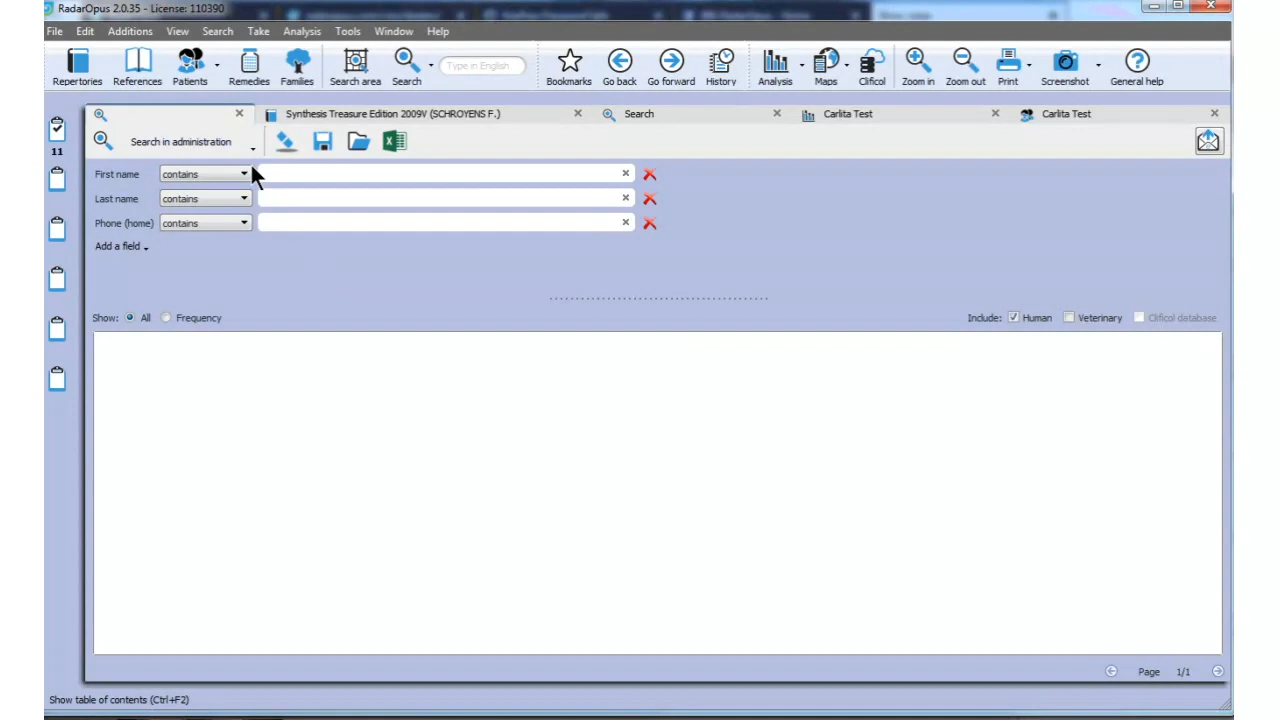 RadarOpus 2.0.35 - License: 110390
File Edit Additions View Search Take Analysis Tools Window Help
Repertories References Patients Remedies Families Search area Search Type in English Bookmarks Go back Go forward History Analysis Maps Clificol Zoom in Zoom out Print Screenshot General help
Synthesis Treasure Edition 2009V (SCHROYENS F.) Search Carlita Test Carlita Test
Search in administration
11
First name contains
Last name contains
Phone (home) contains
Add a field
Show: All Frequency Include: Human Veterinary Clificol database
Page 1/1
Show table of contents (Ctrl+F2)